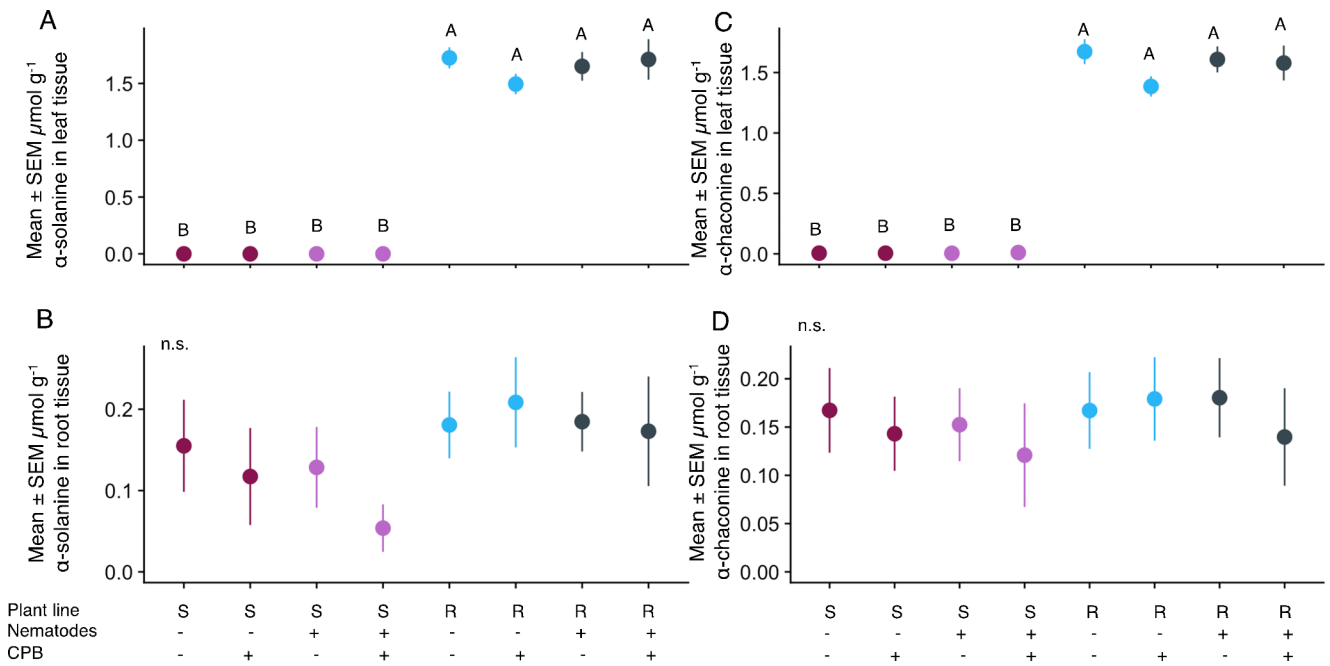 A
Mean ± SEM µmol g⁻¹
α-solanine in leaf tissue
1.5
1.0
0.5
0.0
B B B B A A A A
C
Mean ± SEM µmol g⁻¹
α-chaconine in leaf tissue
1.5
1.0
0.5
0.0
B B B B A A A A
B
n.s.
Mean ± SEM µmol g⁻¹
α-solanine in root tissue
0.2
0.1
0.0
D
n.s.
Mean ± SEM µmol g⁻¹
α-chaconine in root tissue
0.20
0.15
0.10
0.05
0.00
Plant line S S S S R R R R S S S S R R R R
Nematodes - - + + - - + + - - + + - - + +
CPB - + - + - + - + - + - + - + - +